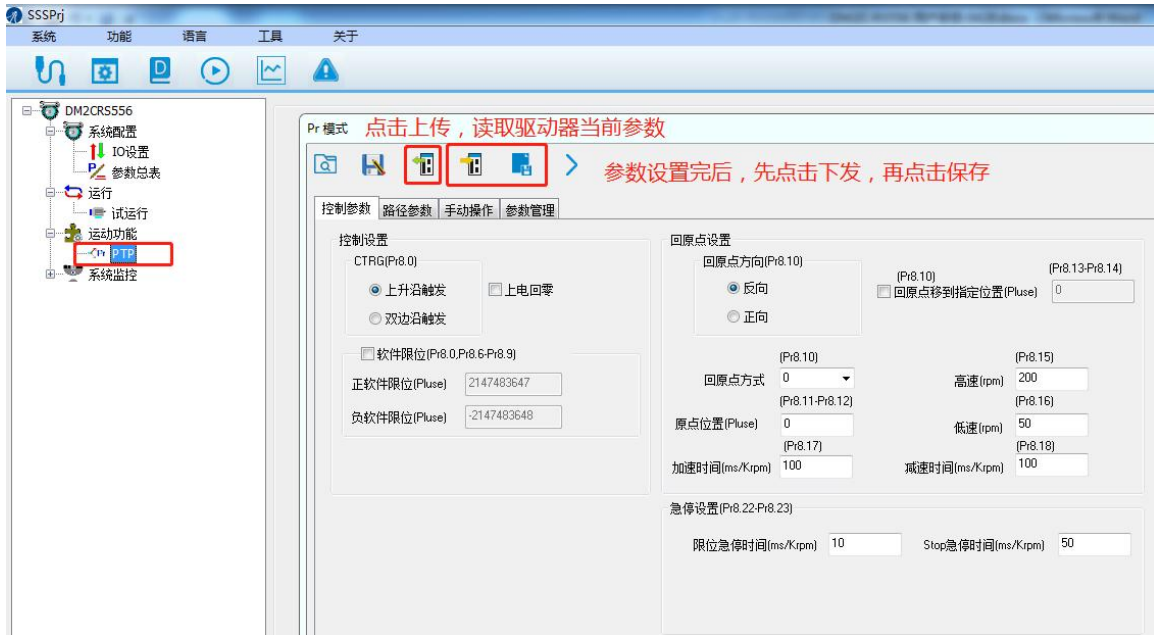 SSSPrj
系统 功能 语言 工具 关于
DM2CRS556
系统配置
IO设置
参数总表
运行
试运行
运动功能
PTP
系统监控
Pr 模式 点击上传，读取驱动器当前参数
参数设置完后，先点击下发，再点击保存
控制参数 路径参数 手动操作 参数管理
控制设置
CTRG(Pr8.0)
上升沿触发 上电回零
双边沿触发
软件限位(Pr8.0,Pr8.6-Pr8.9)
正软件限位(Pluse) 2147483647
负软件限位(Pluse) -2147483648
回原点设置
回原点方向(Pr8.10)
反向
正向
(Pr8.10) (Pr8.13-Pr8.14)
回原点移到指定位置(Pluse) 0
(Pr8.10) (Pr8.15)
回原点方式 0 高速(rpm) 200
(Pr8.11-Pr8.12) (Pr8.16)
原点位置(Pluse) 0 低速(rpm) 50
(Pr8.17) (Pr8.18)
加速时间(ms/Krpm) 100 减速时间(ms/Krpm) 100
急停设置(Pr8.22-Pr8.23)
限位急停时间(ms/Krpm) 10 Stop急停时间(ms/Krpm) 50